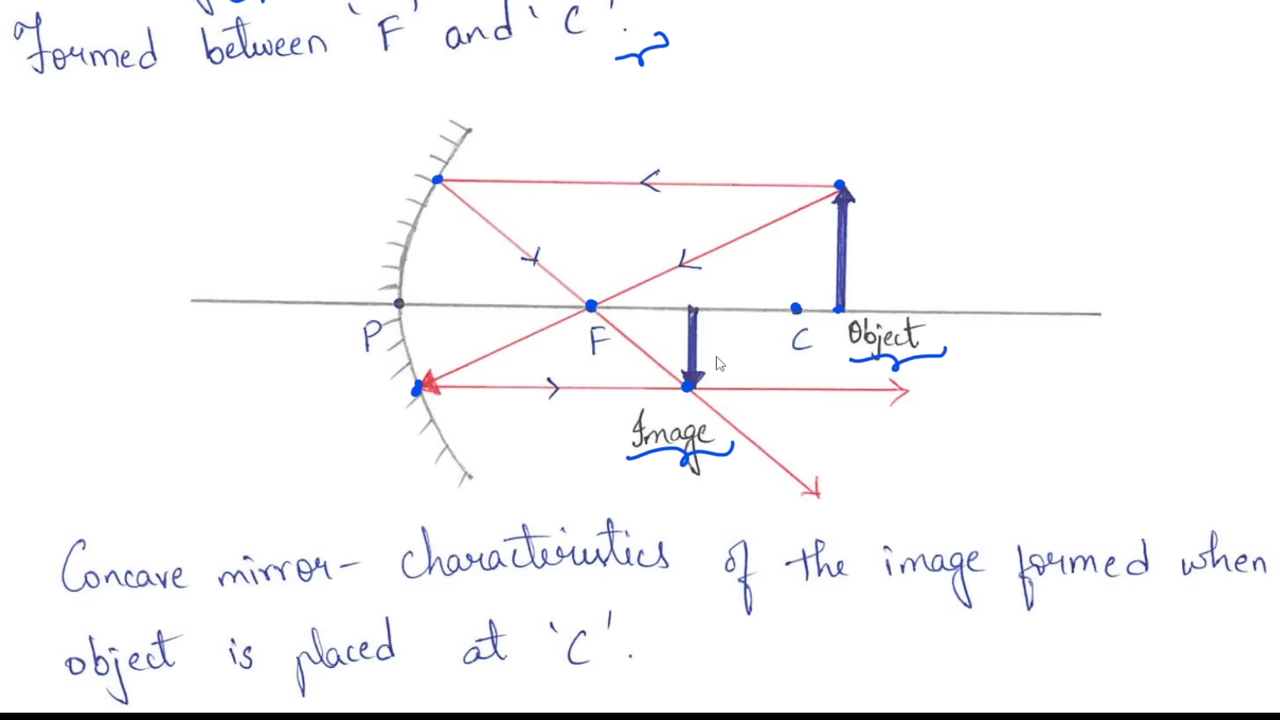 Formed between 'F' and 'C'.
P
F
C
Object
Image
Concave mirror - characteristics of the image formed when
object is placed at 'C'.